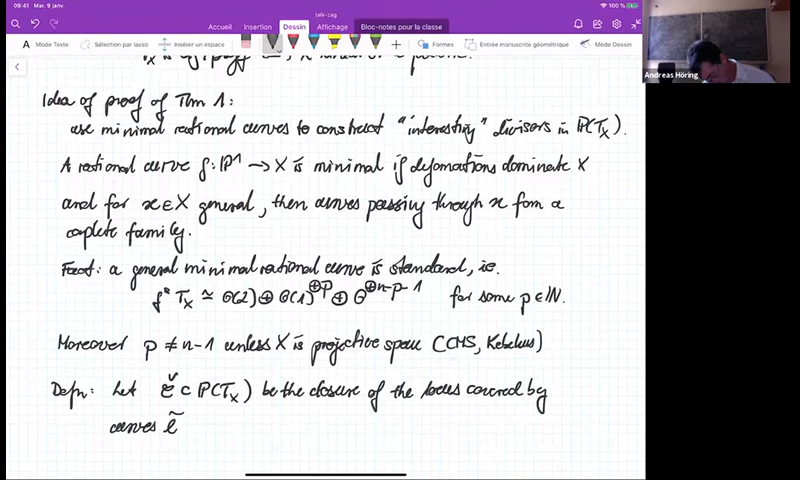 09:41 Mar. 9 janv.
talk-zag
100 %
Accueil Insertion Dessin Affichage Bloc-notes pour la classe
Mode Texte Sélection par lasso Insérer un espace Formes Entrée manuscrite géométrique Mode Dessin
Andreas Höring
Idea of proof of Thm 1:
use minimal rational curves to construct "interesting" divisors in P(T_X).
A rational curve f: P^1 → X is minimal if deformations dominate X
and for x ∈ X general, then curves passing through x form a
complete family.
Fact: a general minimal rational curve is standard, i.e.
f* T_X ≃ O(2) ⊕ O(1)^{⊕p} ⊕ O^{⊕n-p-1} for some p ∈ N.
Moreover p ≠ n-1 unless X is projective space (CCMS, Kebekus)
Defn: Let Č ⊂ P(T_X) be the closure of the locus covered by
curves l̃